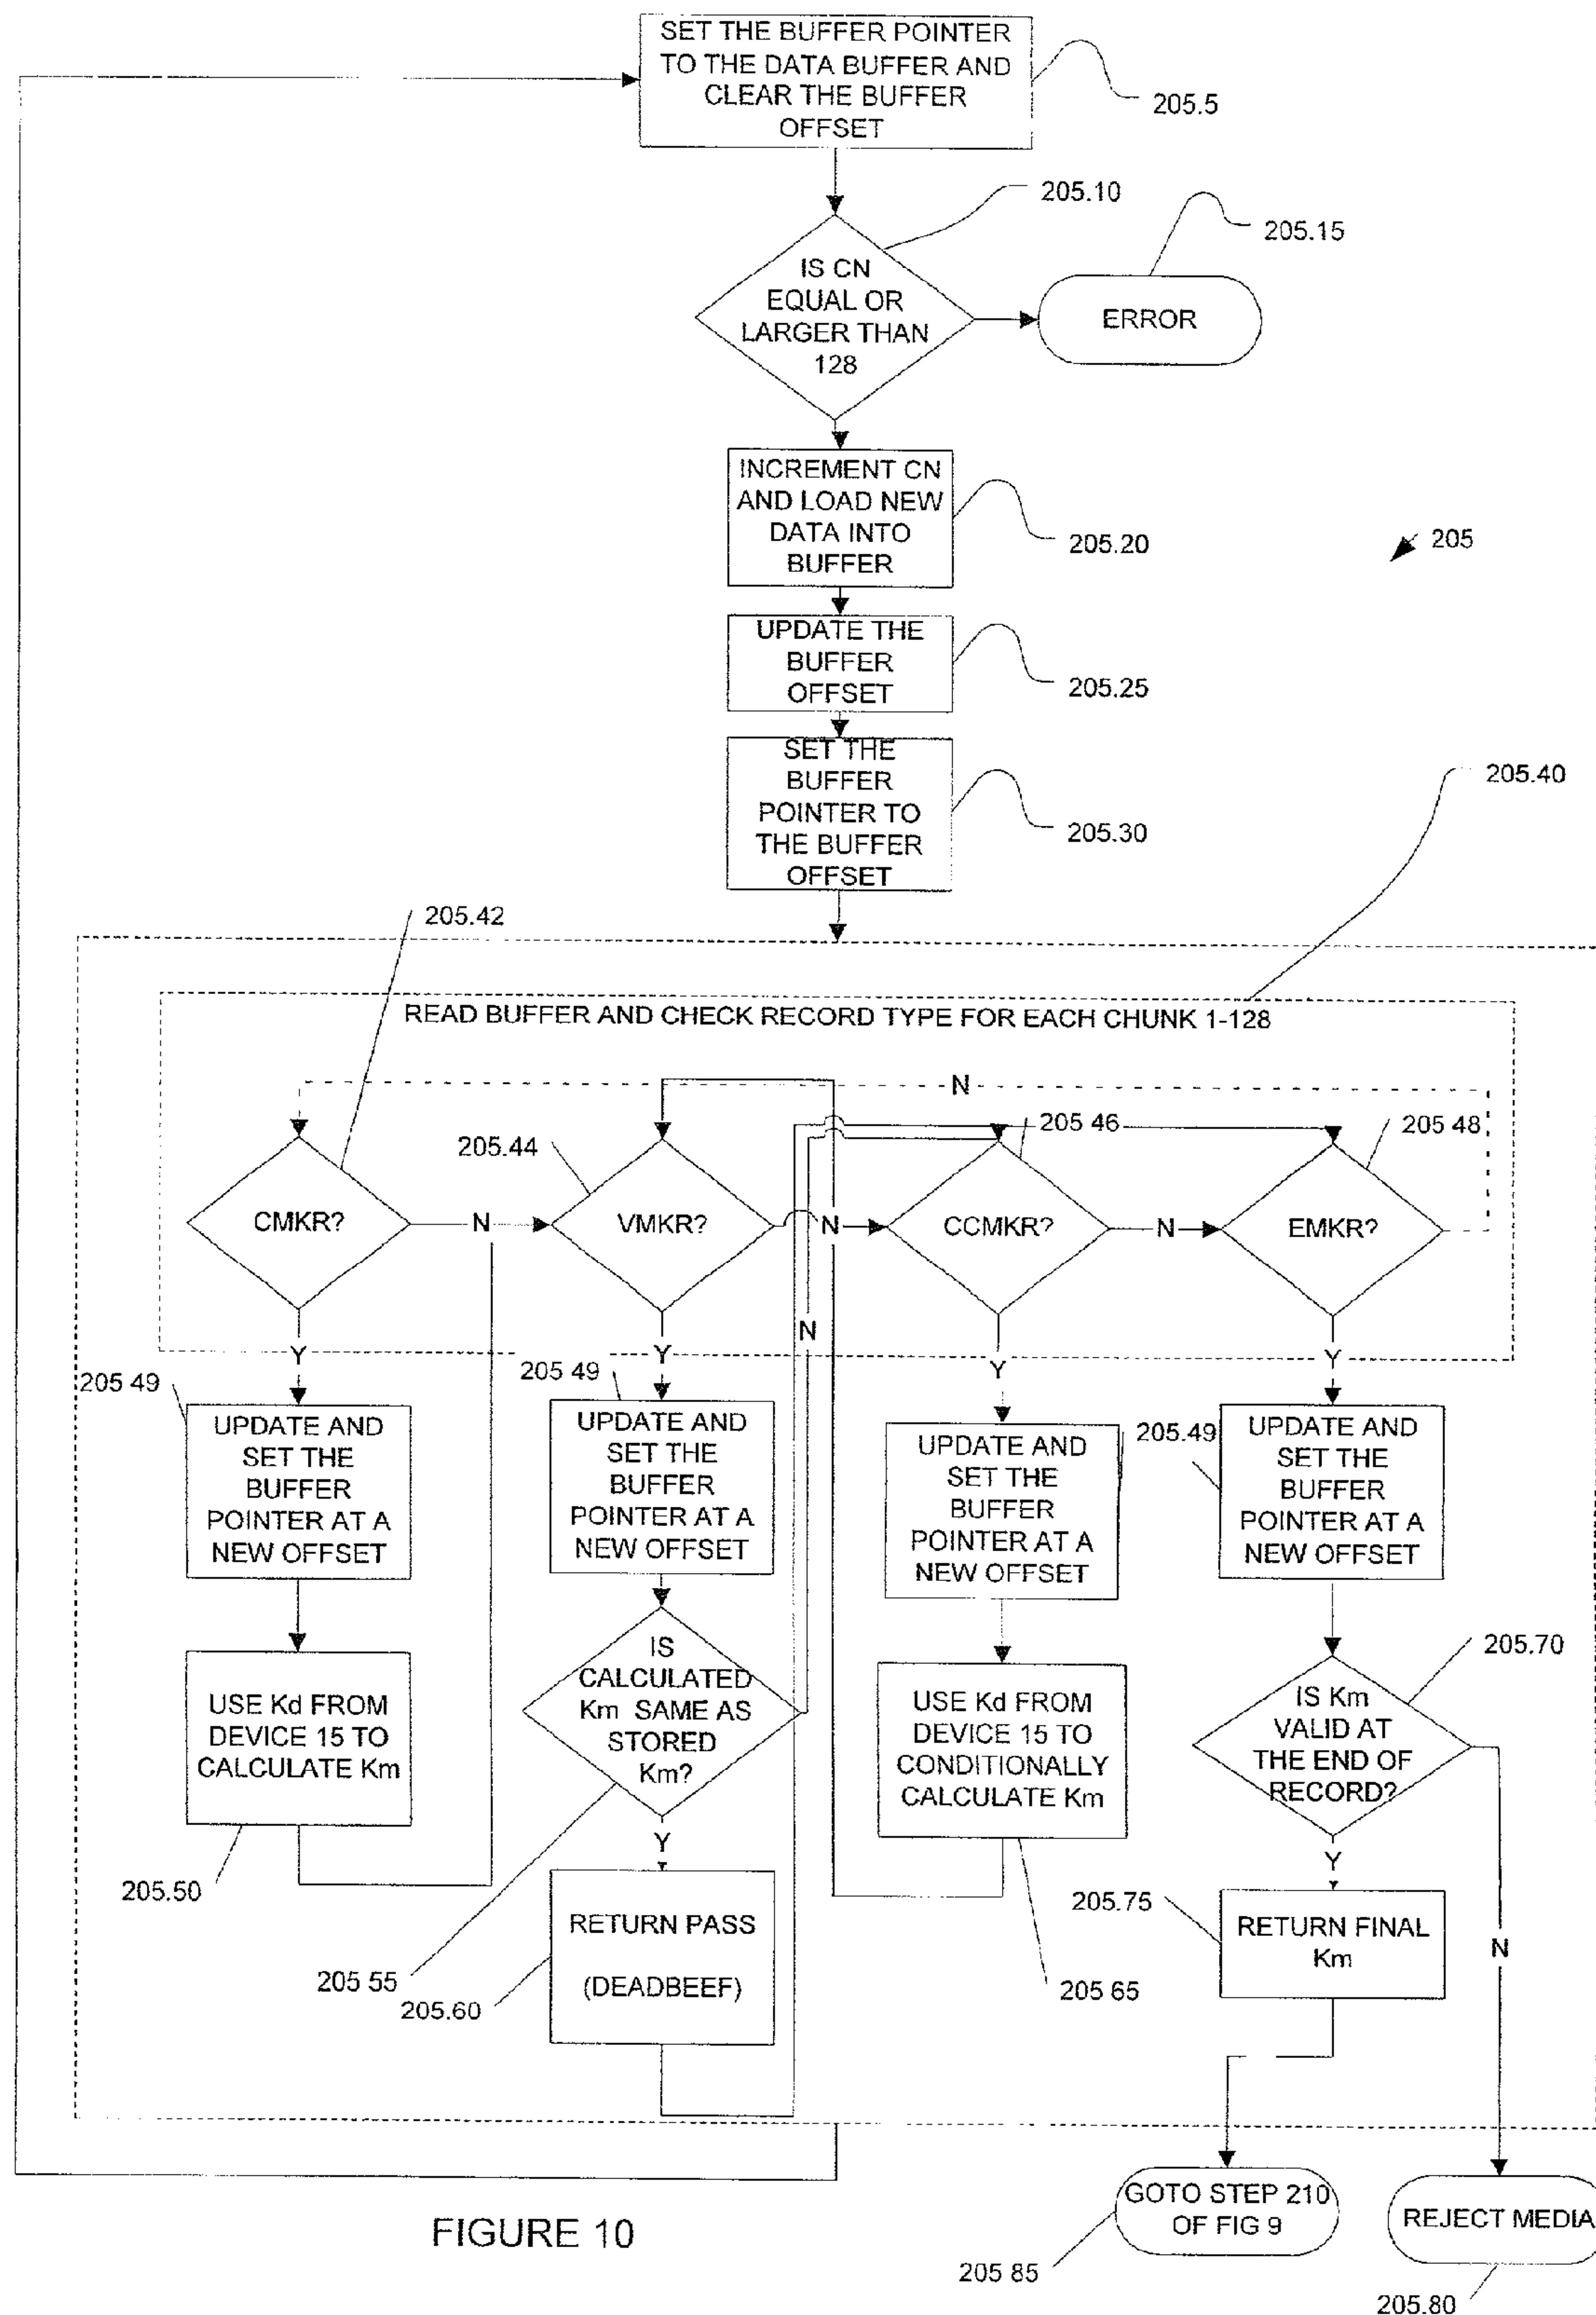 SET THE BUFFER POINTER
TO THE DATA BUFFER AND
CLEAR THE BUFFER
OFFSET
205.5
205.10
205.15
IS CN
EQUAL OR
LARGER THAN
128
ERROR
INCREMENT CN
AND LOAD NEW
DATA INTO
BUFFER
205.20
205
UPDATE THE
BUFFER
OFFSET
205.25
SET THE
BUFFER
POINTER TO
THE BUFFER
OFFSET
205.30
205.40
205.42
READ BUFFER AND CHECK RECORD TYPE FOR EACH CHUNK 1-128
N
205.44
205 46
205 48
CMKR?
N
VMKR?
N
CCMKR?
N
EMKR?
N
Y
Y
Y
Y
205 49
205 49
205.49
UPDATE AND
SET THE
BUFFER
POINTER AT A
NEW OFFSET
UPDATE AND
SET THE
BUFFER
POINTER AT A
NEW OFFSET
UPDATE AND
SET THE
BUFFER
POINTER AT A
NEW OFFSET
UPDATE AND
SET THE
BUFFER
POINTER AT A
NEW OFFSET
USE Kd FROM
DEVICE 15 TO
CALCULATE Km
205.50
IS
CALCULATED
Km SAME AS
STORED
Km?
205 55
Y
RETURN PASS
(DEADBEEF)
205.60
USE Kd FROM
DEVICE 15 TO
CONDITIONALLY
CALCULATE Km
205 65
205.70
IS Km
VALID AT
THE END OF
RECORD?
Y
N
205.75
RETURN FINAL
Km
GOTO STEP 210
OF FIG 9
205 85
REJECT MEDIA
205.80
FIGURE 10